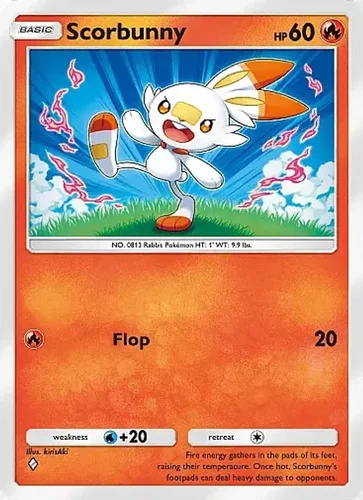 BASIC Scorbunny HP 60
NO. 0813 Rabbit Pokémon HT: 1' WT: 9.9 lbs.
Flop 20
weakness +20 retreat
Illus. kirisAki
Fire energy gathers in the pads of its feet,
raising their temperature. Once hot, Scorbunny's
footpads can deal heavy damage to opponents.